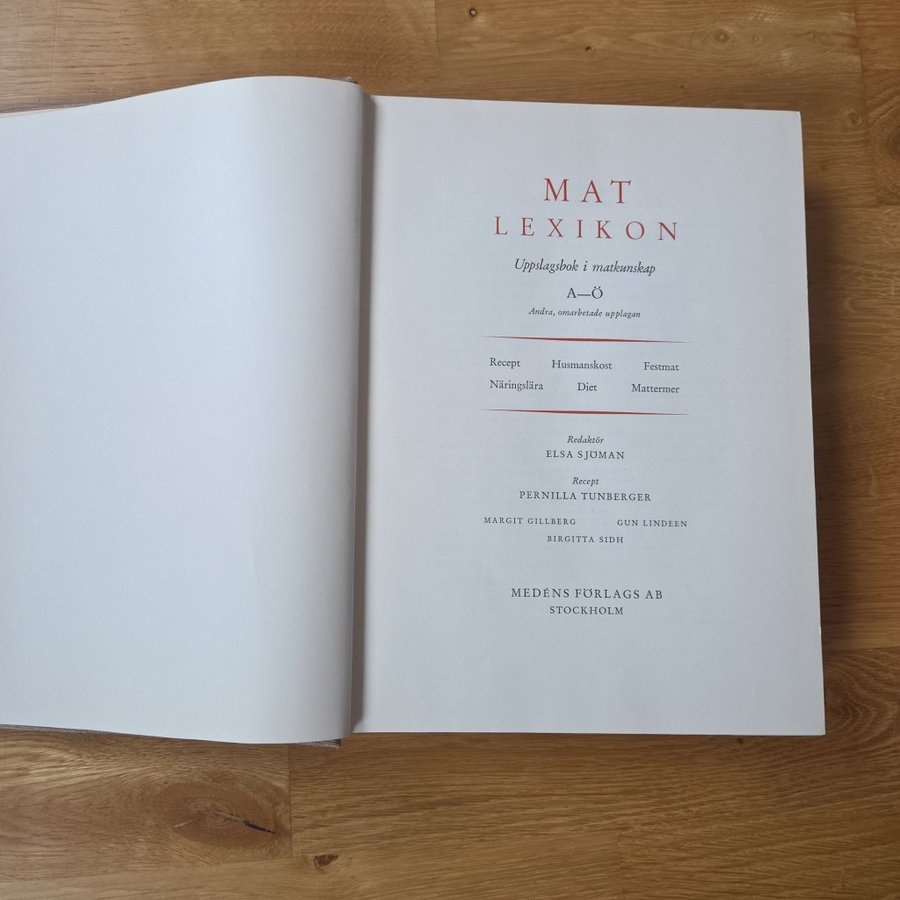 MAT
LEXIKON
Uppslagsbok i matkunskap
A—Ö
Andra, omarbetade upplagan
Recept Husmanskost Festmat
Näringslära Diet Mattermer
Redaktör
ELSA SJÖMAN
Recept
PERNILLA TUNBERGER
MARGIT GILLBERG GUN LINDEEN
BIRGITTA SIDH
MEDÉNS FÖRLAGS AB
STOCKHOLM